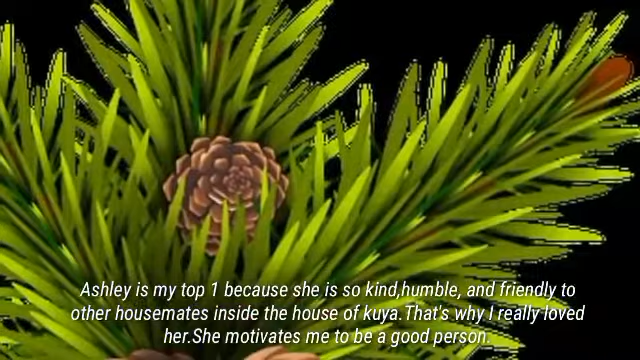 Ashley is my top 1 because she is so kind,humble, and friendly to
other housemates inside the house of kuya.That's why I really loved
her.She motivates me to be a good person.